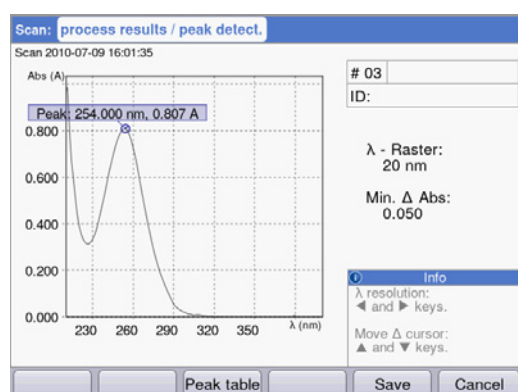 Scan: process results / peak detect.
Scan 2010-07-09 16:01:35
Abs (A)
Peak: 254.000 nm, 0.807 A
0.800
0.600
0.400
0.200
0.000
230 260 290 320 350 λ (nm)
# 03
ID:
λ - Raster:
20 nm
Min. Δ Abs:
0.050
Info
λ resolution:
◀ and ▶ keys.
Move Δ cursor:
▲ and ▼ keys.
Peak table
Save
Cancel